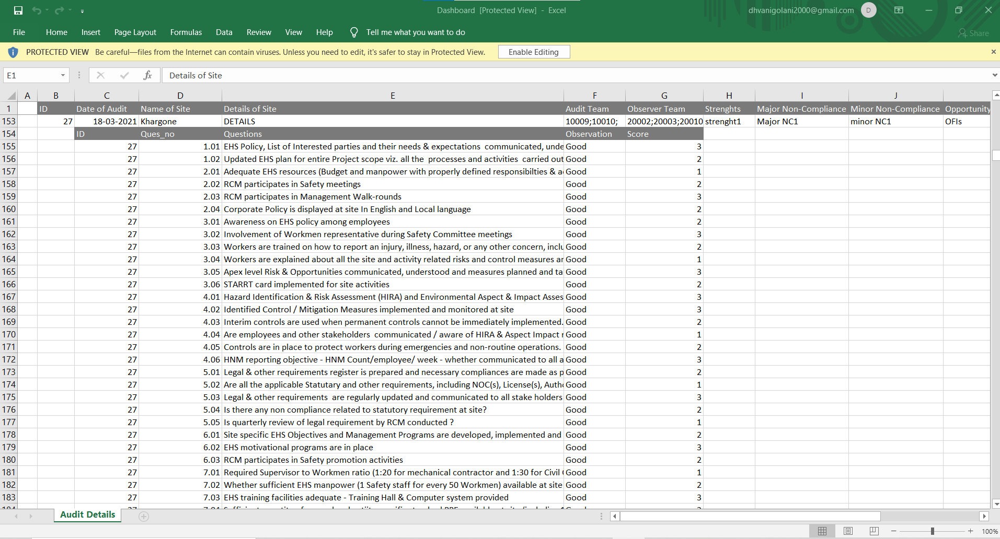 Dashboard [Protected View] - Excel
dhvanigolani2000@gmail.com D
File Home Insert Page Layout Formulas Data Review View Help Tell me what you want to do Share
PROTECTED VIEW Be careful—files from the Internet can contain viruses. Unless you need to edit, it's safer to stay in Protected View. Enable Editing
E1 fx Details of Site
A B C D E F G H I J
1 ID Date of Audit Name of Site Details of Site Audit Team Observer Team Strenghts Major Non-Compliance Minor Non-Compliance Opportunity
153 27 18-03-2021 Khargone DETAILS 10009;10010; 20002;20003;20010 strenght1 Major NC1 minor NC1 OFIs
154 ID Ques_no Questions Observation Score
155 27 1.01 EHS Policy, List of Interested parties and their needs & expectations communicated, unde Good 3
156 27 1.02 Updated EHS plan for entire Project scope viz. all the processes and activities carried out Good 2
157 27 2.01 Adequate EHS resources (Budget and manpower with properly defined responsibilties & a Good 1
158 27 2.02 RCM participates in Safety meetings Good 2
159 27 2.03 RCM participates in Management Walk-rounds Good 3
160 27 2.04 Corporate Policy is displayed at site In English and Local language Good 2
161 27 3.01 Awareness on EHS policy among employees Good 2
162 27 3.02 Involvement of Workmen representative during Safety Committee meetings Good 3
163 27 3.03 Workers are trained on how to report an injury, illness, hazard, or any other concern, inclu Good 2
164 27 3.04 Workers are explained about all the site and activity related risks and control measures ar Good 1
165 27 3.05 Apex level Risk & Opportunities communicated, understood and measures planned and ta Good 3
166 27 3.06 STARRT card implemented for site activities Good 2
167 27 4.01 Hazard Identification & Risk Assessment (HIRA) and Environmental Aspect & Impact Asses Good 3
168 27 4.02 Identified Control / Mitigation Measures implemented and monitored at site Good 3
169 27 4.03 Interim controls are used when permanent controls cannot be immediately implemented. Good 2
170 27 4.04 Are employees and other stakeholders communicated / aware of HIRA & Aspect Impact r Good 1
171 27 4.05 Controls are in place to protect workers during emergencies and non-routine operations. Good 2
172 27 4.06 HNM reporting objective - HNM Count/employee/ week - whether communicated to all a Good 3
173 27 5.01 Legal & other requirements register is prepared and necessary compliances are made as p Good 2
174 27 5.02 Are all the applicable Statutary and other requirements, including NOC(s), License(s), Autho Good 1
175 27 5.03 Legal & other requirements are regularly updated and communicated to all stake holders Good 3
176 27 5.04 Is there any non compliance related to statutory requirement at site? Good 2
177 27 5.05 Is quarterly review of legal requirement by RCM conducted ? Good 1
178 27 6.01 Site specific EHS Objectives and Management Programs are developed, implemented and Good 2
179 27 6.02 EHS motivational programs are in place Good 3
180 27 6.03 RCM participates in Safety promotion activities Good 2
181 27 7.01 Required Supervisor to Workmen ratio (1:20 for mechanical contractor and 1:30 for Civil Good 1
182 27 7.02 Whether sufficient EHS manpower (1 Safety staff for every 50 Workmen) available at site Good 2
183 27 7.03 EHS training facilities adequate - Training Hall & Computer system provided Good 3
Audit Details
100%